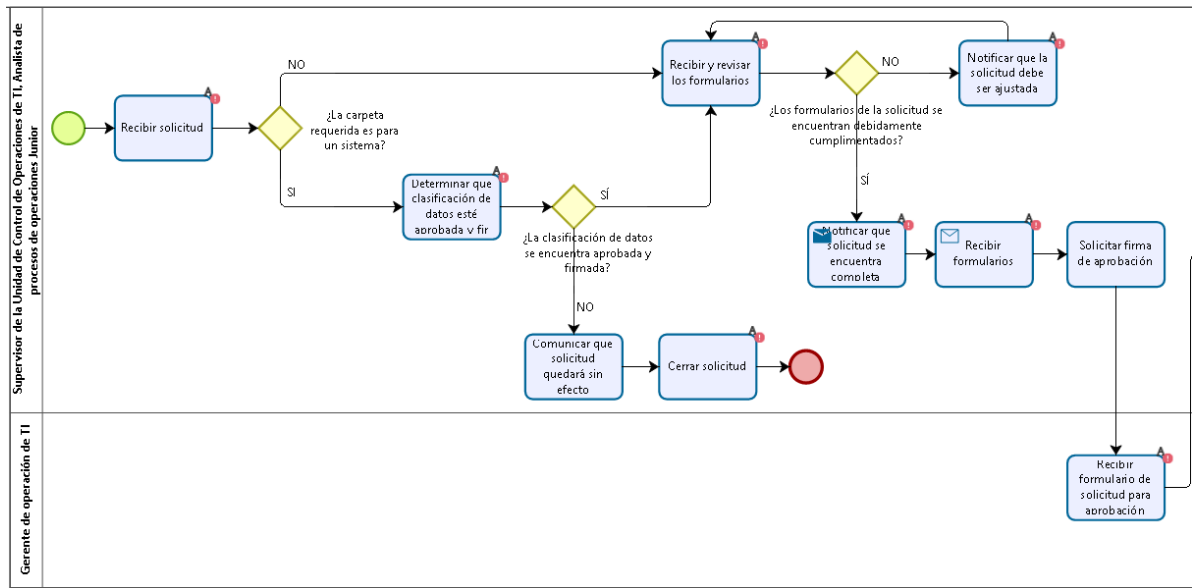 Supervisor de la Unidad de Control de Operaciones de TI, Analista de
procesos de operaciones Junior
Recibir solicitud
NO
¿La carpeta
requerida es para
un sistema?
SI
Determinar que
clasificación de
datos esté
aprobada y fir
SÍ
¿La clasificación de datos
se encuentra aprobada y
firmada?
NO
Comunicar que
solicitud
quedará sin
efecto
Cerrar solicitud
Recibir y revisar
los formularios
NO
¿Los formularios de la solicitud se
encuentran debidamente
cumplimentados?
Notificar que la
solicitud debe
ser ajustada
SÍ
Notificar que
solicitud se
encuentra
completa
Recibir
formularios
Solicitar firma
de aprobación
Gerente de operación de TI
Recibir
formulario de
solicitud para
aprobación